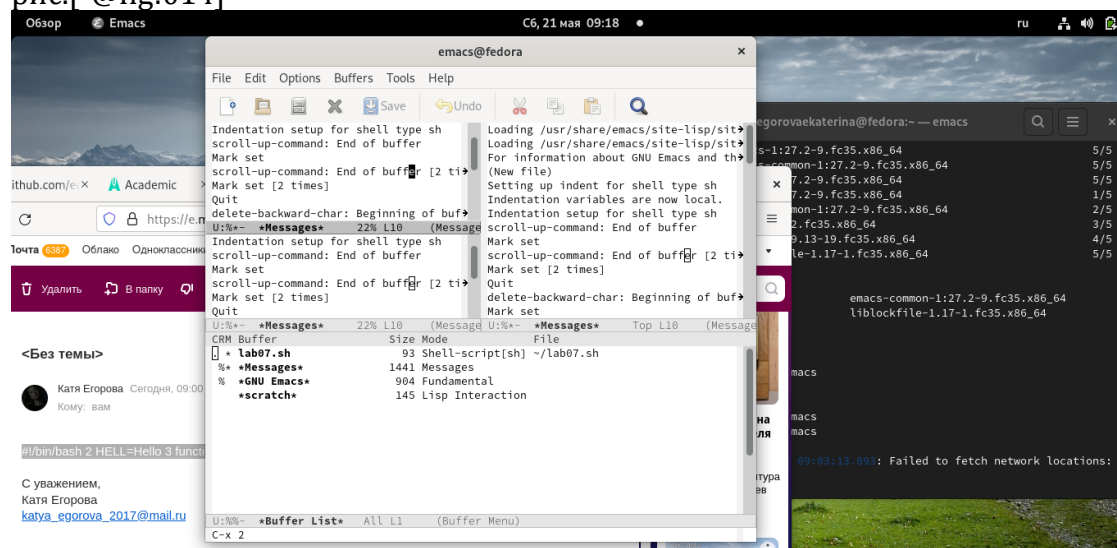 рис.[-@fig:014]
Обзор Emacs Сб, 21 мая 09:18 ru
emacs@fedora ×
File Edit Options Buffers Tools Help
Save Undo
Indentation setup for shell type sh
scroll-up-command: End of buffer
Mark set
scroll-up-command: End of buffer [2 ti
Mark set [2 times]
Quit
delete-backward-char: Beginning of buf
U:%*- *Messages* 22% L10 (Message
Loading /usr/share/emacs/site-lisp/sit
Loading /usr/share/emacs/site-lisp/sit
For information about GNU Emacs and th
(New file)
Setting up indent for shell type sh
Indentation variables are now local.
Indentation setup for shell type sh
scroll-up-command: End of buffer
Mark set
scroll-up-command: End of buffer [2 ti
Mark set [2 times]
Quit
delete-backward-char: Beginning of buf
Mark set
U:%*- *Messages* Top L10 (Message
Indentation setup for shell type sh
scroll-up-command: End of buffer
Mark set
scroll-up-command: End of buffer [2 ti
Mark set [2 times]
Quit
U:%*- *Messages* 22% L10 (Message
CRM Buffer Size Mode File
. * lab07.sh 93 Shell-script[sh] ~/lab07.sh
%* *Messages* 1441 Messages
% *GNU Emacs* 904 Fundamental
*scratch* 145 Lisp Interaction
U:%%- *Buffer List* All L1 (Buffer Menu)
C-x 2
ithub.com/e × Academic
https://e.m
Почта 6387 Облако Одноклассник
Удалить В папку
<Без темы>
Катя Егорова Сегодня, 09:00
Кому: вам
#!/bin/bash 2 HELL=Hello 3 functi
С уважением,
Катя Егорова
katya_egorova_2017@mail.ru
на
ля
тура
ев
egorovaekaterina@fedora:~ — emacs
s-1:27.2-9.fc35.x86_64 5/5
s-common-1:27.2-9.fc35.x86_64 5/5
7.2-9.fc35.x86_64 5/5
7.2-9.fc35.x86_64 1/5
mon-1:27.2-9.fc35.x86_64 2/5
2.fc35.x86_64 3/5
9.13-19.fc35.x86_64 4/5
le-1.17-1.fc35.x86_64 5/5
emacs-common-1:27.2-9.fc35.x86_64
liblockfile-1.17-1.fc35.x86_64
macs
macs
macs
09:03:13.893: Failed to fetch network locations: